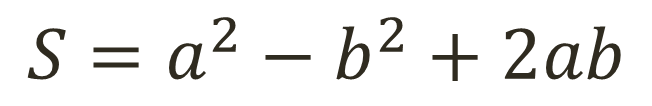 S = a² − b² + 2ab